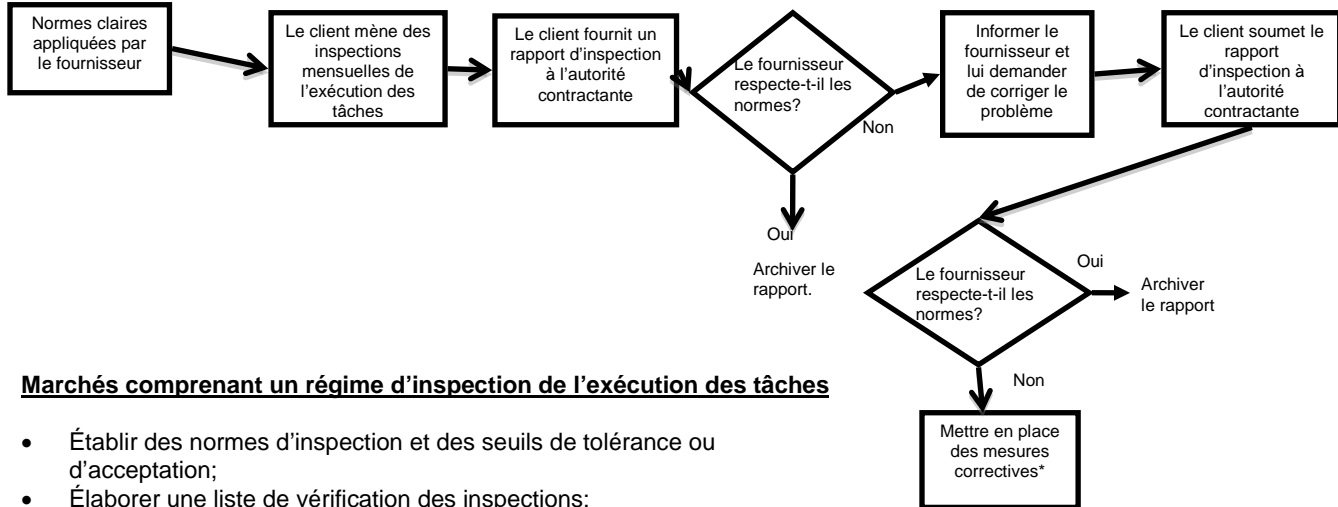 Normes claires
appliquées par
le fournisseur
Le client mène des
inspections
mensuelles de
l'exécution des
tâches
Le client fournit un
rapport d'inspection
à l'autorité
contractante
Le fournisseur
respecte-t-il les
normes?
Non
Oui
Archiver le
rapport.
Informer le
fournisseur et
lui demander
de corriger le
problème
Le client soumet le
rapport
d'inspection à
l'autorité
contractante
Le fournisseur
respecte-t-il les
normes?
Oui
Archiver
le rapport
Non
Mettre en place
des mesures
correctives*
Marchés comprenant un régime d'inspection de l'exécution des tâches
• Établir des normes d'inspection et des seuils de tolérance ou
d'acceptation;
• Élaborer une liste de vérification des inspections;